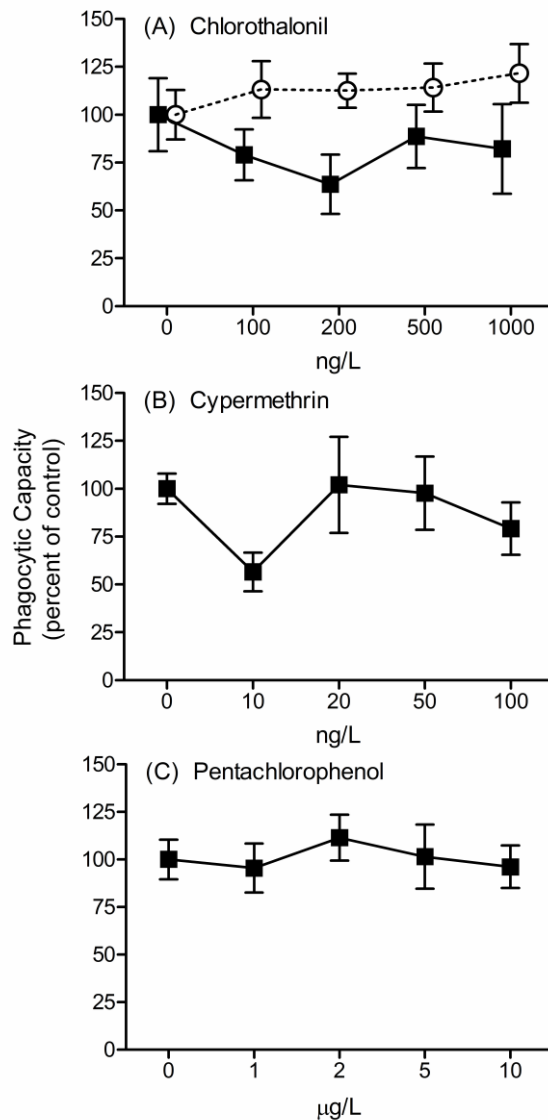 (A) Chlorothalonil
150
125
100
75
50
25
0
0 100 200 500 1000
ng/L
Phagocytic Capacity
(percent of control)
(B) Cypermethrin
150
125
100
75
50
25
0
0 10 20 50 100
ng/L
(C) Pentachlorophenol
150
125
100
75
50
25
0
0 1 2 5 10
μg/L